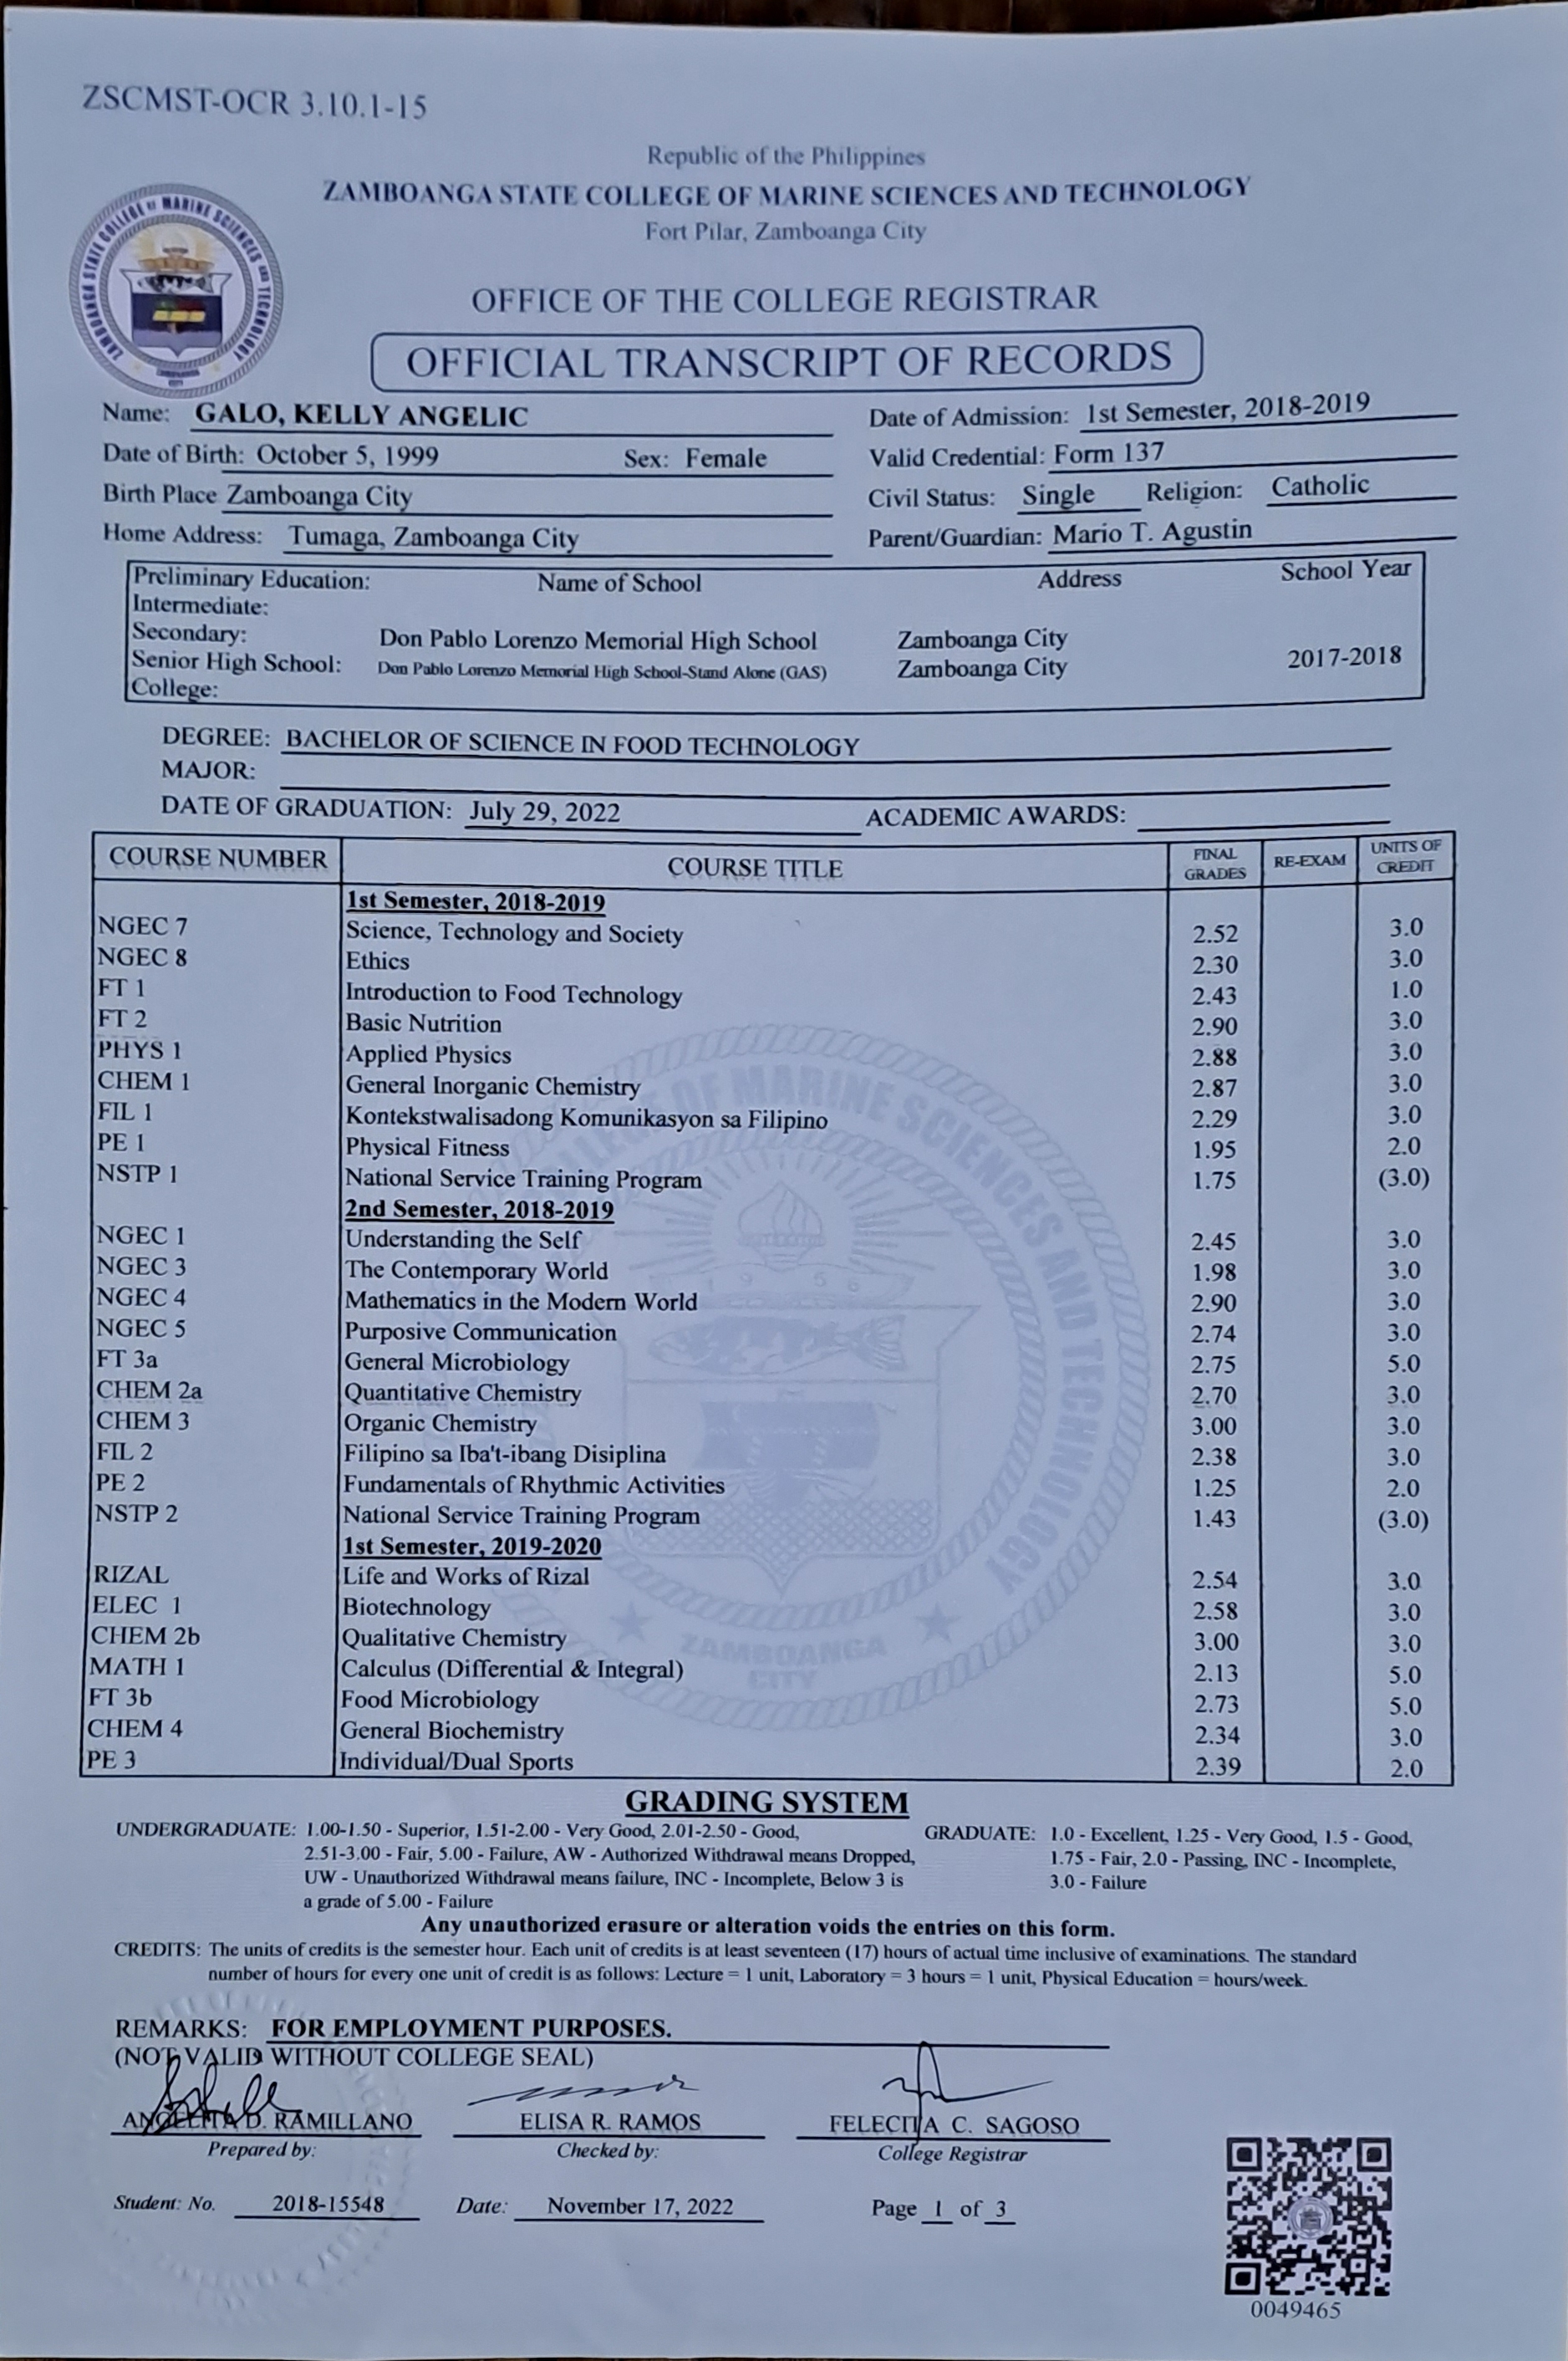 ZSCMST-OCR 3.10.1-15
Republic of the Philippines
ZAMBOANGA STATE COLLEGE OF MARINE SCIENCES AND TECHNOLOGY
Fort Pilar, Zamboanga City
ZAMBOANGA STATE COLLEGE OF MARINE SCIENCES AND TECHNOLOGY
OFFICE OF THE COLLEGE REGISTRAR
OFFICIAL TRANSCRIPT OF RECORDS
Name: GALO, KELLY ANGELIC Date of Admission: 1st Semester, 2018-2019
Date of Birth: October 5, 1999 Sex: Female Valid Credential: Form 137
Birth Place Zamboanga City Civil Status: Single Religion: Catholic
Home Address: Tumaga, Zamboanga City Parent/Guardian: Mario T. Agustin
Preliminary Education: Name of School Address School Year
Intermediate:
Secondary: Don Pablo Lorenzo Memorial High School Zamboanga City
Senior High School: Don Pablo Lorenzo Memorial High School-Stand Alone (GAS) Zamboanga City 2017-2018
College:
DEGREE: BACHELOR OF SCIENCE IN FOOD TECHNOLOGY
MAJOR:
DATE OF GRADUATION: July 29, 2022 ACADEMIC AWARDS:
COURSE NUMBER COURSE TITLE FINAL GRADES RE-EXAM UNITS OF CREDIT
1st Semester, 2018-2019
NGEC 7 Science, Technology and Society 2.52 3.0
NGEC 8 Ethics 2.30 3.0
FT 1 Introduction to Food Technology 2.43 1.0
FT 2 Basic Nutrition 2.90 3.0
PHYS 1 Applied Physics 2.88 3.0
CHEM 1 General Inorganic Chemistry 2.87 3.0
FIL 1 Kontekstwalisadong Komunikasyon sa Filipino 2.29 3.0
PE 1 Physical Fitness 1.95 2.0
NSTP 1 National Service Training Program 1.75 (3.0)
2nd Semester, 2018-2019
NGEC 1 Understanding the Self 2.45 3.0
NGEC 3 The Contemporary World 1.98 3.0
NGEC 4 Mathematics in the Modern World 2.90 3.0
NGEC 5 Purposive Communication 2.74 3.0
FT 3a General Microbiology 2.75 5.0
CHEM 2a Quantitative Chemistry 2.70 3.0
CHEM 3 Organic Chemistry 3.00 3.0
FIL 2 Filipino sa Iba't-ibang Disiplina 2.38 3.0
PE 2 Fundamentals of Rhythmic Activities 1.25 2.0
NSTP 2 National Service Training Program 1.43 (3.0)
1st Semester, 2019-2020
RIZAL Life and Works of Rizal 2.54 3.0
ELEC 1 Biotechnology 2.58 3.0
CHEM 2b Qualitative Chemistry 3.00 3.0
MATH 1 Calculus (Differential & Integral) 2.13 5.0
FT 3b Food Microbiology 2.73 5.0
CHEM 4 General Biochemistry 2.34 3.0
PE 3 Individual/Dual Sports 2.39 2.0
GRADING SYSTEM
UNDERGRADUATE: 1.00-1.50 - Superior, 1.51-2.00 - Very Good, 2.01-2.50 - Good,
2.51-3.00 - Fair, 5.00 - Failure, AW - Authorized Withdrawal means Dropped,
UW - Unauthorized Withdrawal means failure, INC - Incomplete, Below 3 is
a grade of 5.00 - Failure
GRADUATE: 1.0 - Excellent, 1.25 - Very Good, 1.5 - Good,
1.75 - Fair, 2.0 - Passing, INC - Incomplete,
3.0 - Failure
Any unauthorized erasure or alteration voids the entries on this form.
CREDITS: The units of credits is the semester hour. Each unit of credits is at least seventeen (17) hours of actual time inclusive of examinations. The standard
number of hours for every one unit of credit is as follows: Lecture = 1 unit, Laboratory = 3 hours = 1 unit, Physical Education = hours/week.
REMARKS: FOR EMPLOYMENT PURPOSES.
(NOT VALID WITHOUT COLLEGE SEAL)
ANGELITA D. RAMILLANO ELISA R. RAMOS FELECITA C. SAGOSO
Prepared by: Checked by: College Registrar
Student: No. 2018-15548 Date: November 17, 2022 Page 1 of 3
0049465